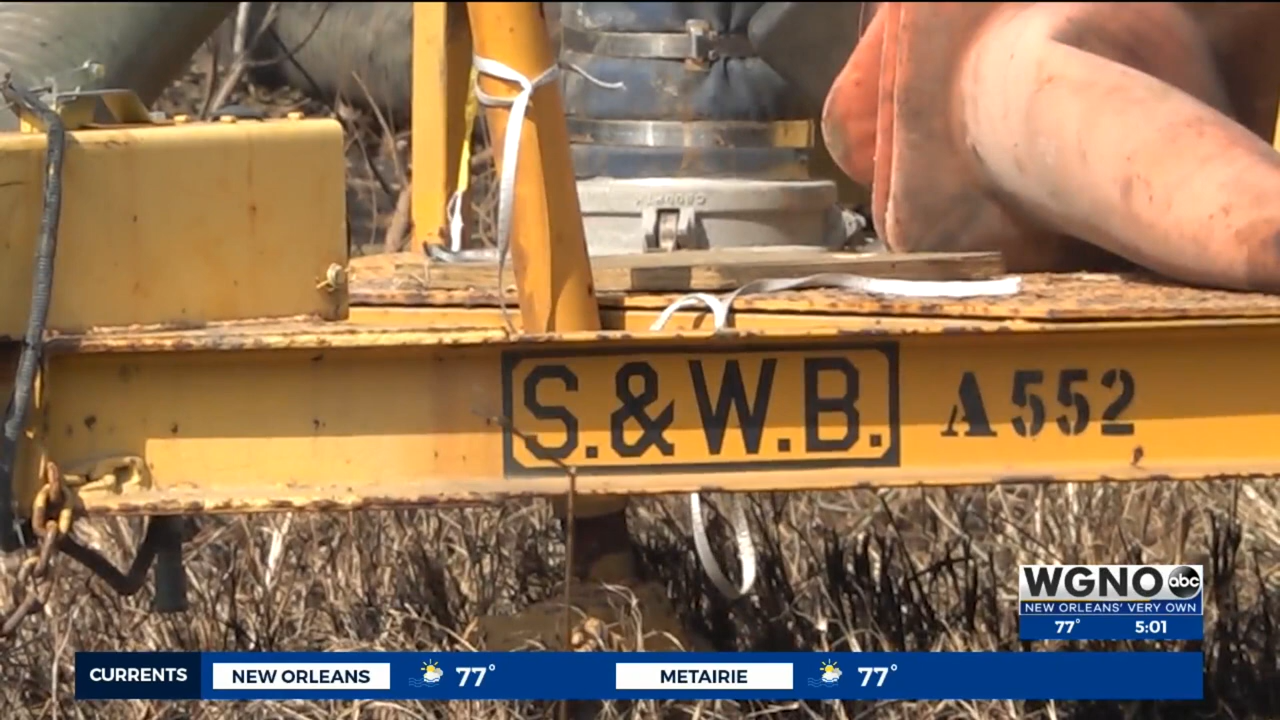 S.&W.B. A552
WGNO abc
NEW ORLEANS' VERY OWN
77° 5:01
CURRENTS NEW ORLEANS 77° METAIRIE 77°